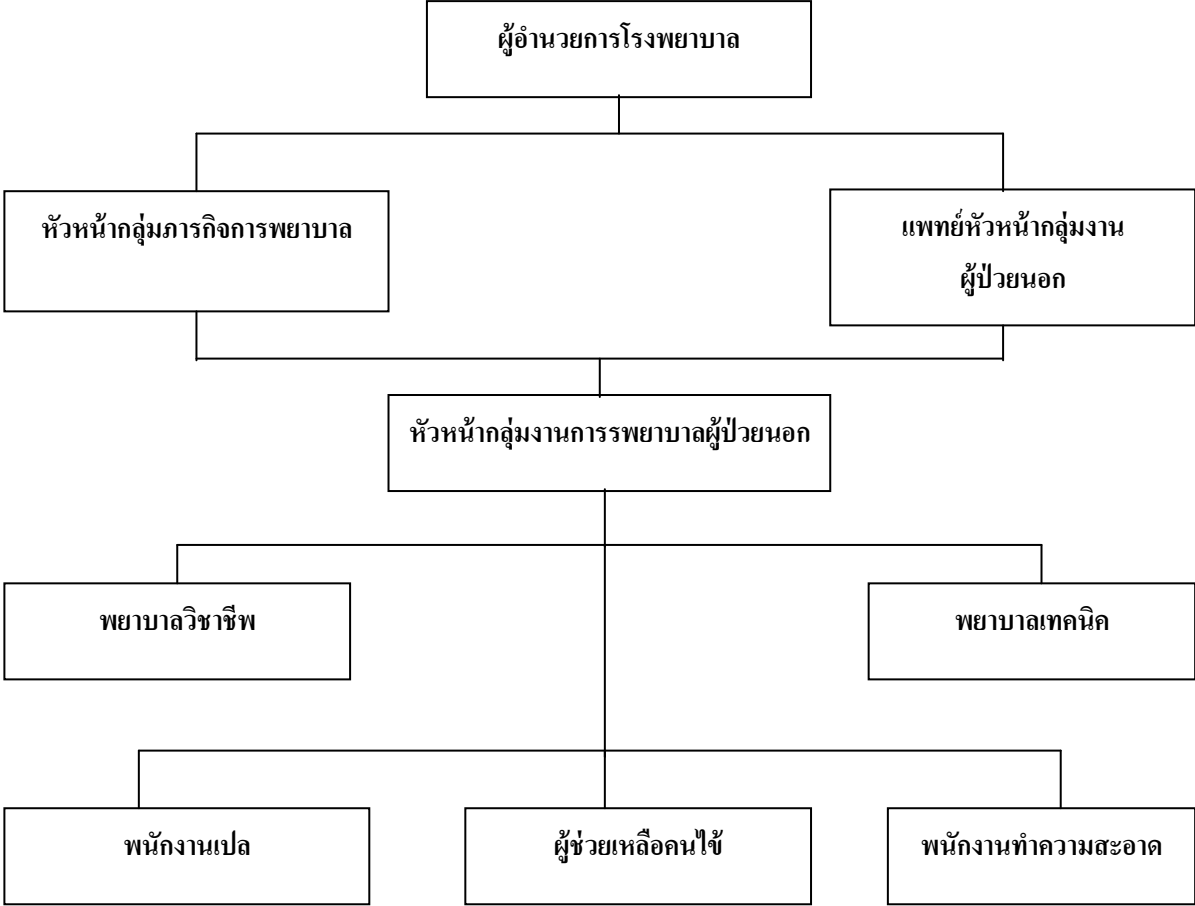 ผู้อำนวยการโรงพยาบาล
หัวหน้ากลุ่มภารกิจการพยาบาล
แพทย์หัวหน้ากลุ่มงาน
ผู้ป่วยนอก
หัวหน้ากลุ่มงานการรพยาบาลผู้ป่วยนอก
พยาบาลวิชาชีพ
พยาบาลเทคนิค
พนักงานเปล
ผู้ช่วยเหลือคนไข้
พนักงานทำความสะอาด